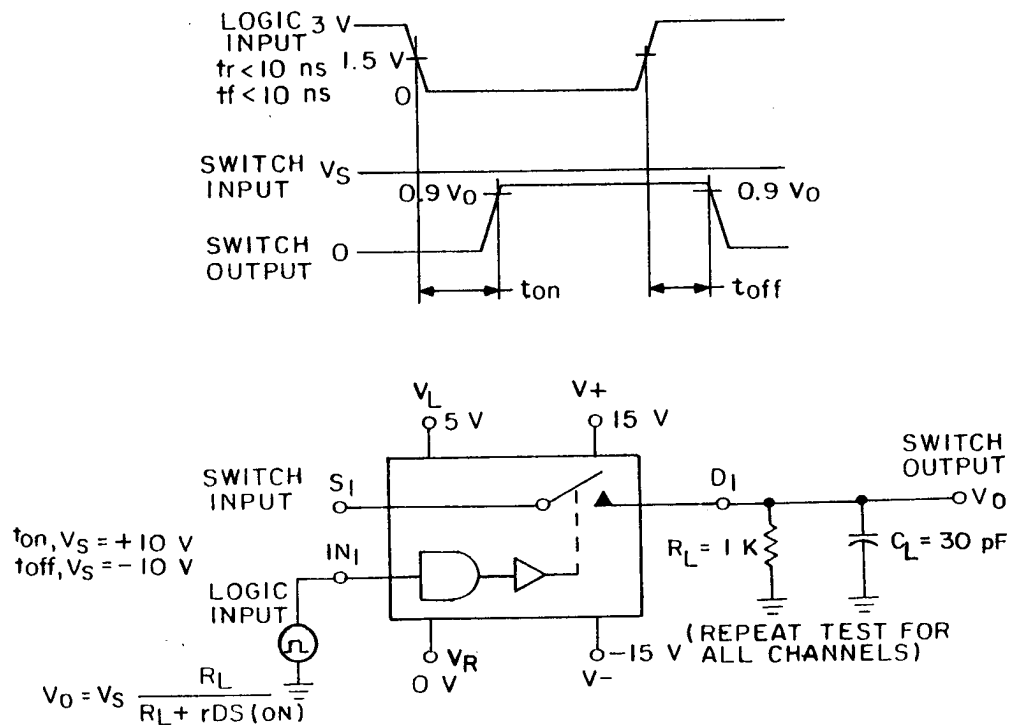 LOGIC 3 V
INPUT
tr < 10 ns 1.5 V
tf < 10 ns 0
SWITCH VS
INPUT
0.9 VO 0.9 VO
SWITCH 0
OUTPUT
ton toff
VL V+
5 V 15 V
SWITCH
OUTPUT
SWITCH S1 D1
INPUT
VO
ton, VS = +10 V
toff, VS = -10 V
IN1
RL = 1 K CL = 30 pF
LOGIC
INPUT
(REPEAT TEST FOR
ALL CHANNELS)
VR -15 V
0 V V-
VO = VS RL / RL + rDS(ON)